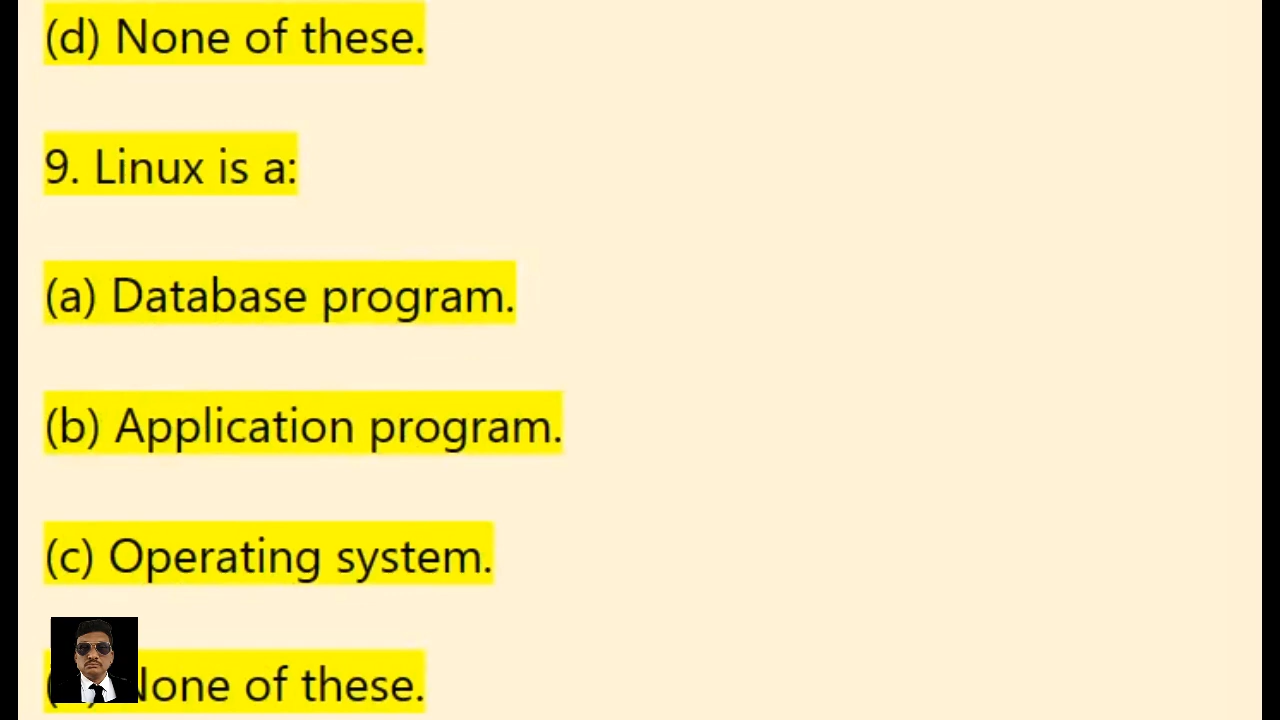 (d) None of these.
9. Linux is a:
(a) Database program.
(b) Application program.
(c) Operating system.
None of these.